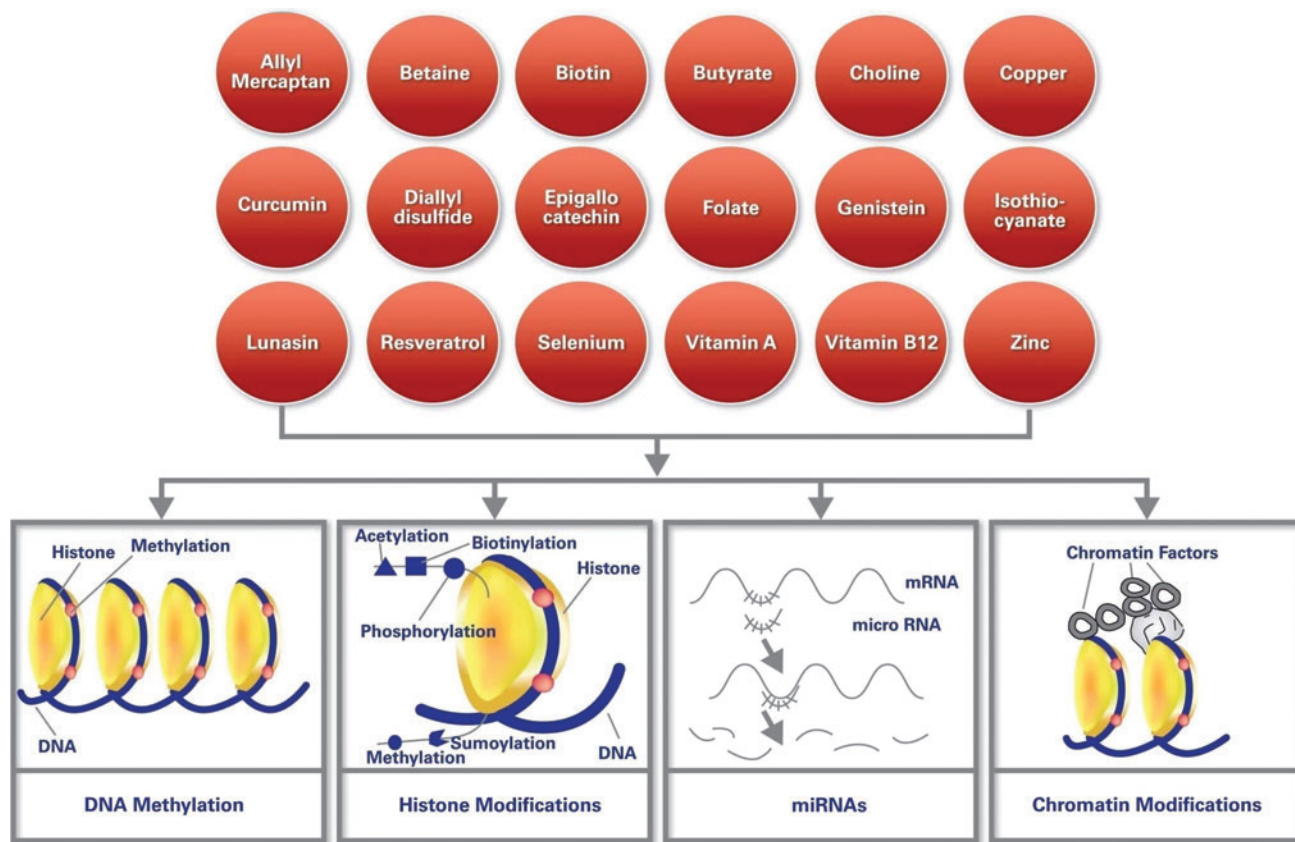 Allyl
Mercaptan
Betaine
Biotin
Butyrate
Choline
Copper
Curcumin
Diallyl
disulfide
Epigallo
catechin
Folate
Genistein
Isothio-
cyanate
Lunasin
Resveratrol
Selenium
Vitamin A
Vitamin B12
Zinc
Histone
Methylation
DNA
DNA Methylation
Acetylation
Biotinylation
Histone
Phosphorylation
Sumoylation
Methylation
DNA
Histone Modifications
mRNA
micro RNA
miRNAs
Chromatin Factors
Chromatin Modifications